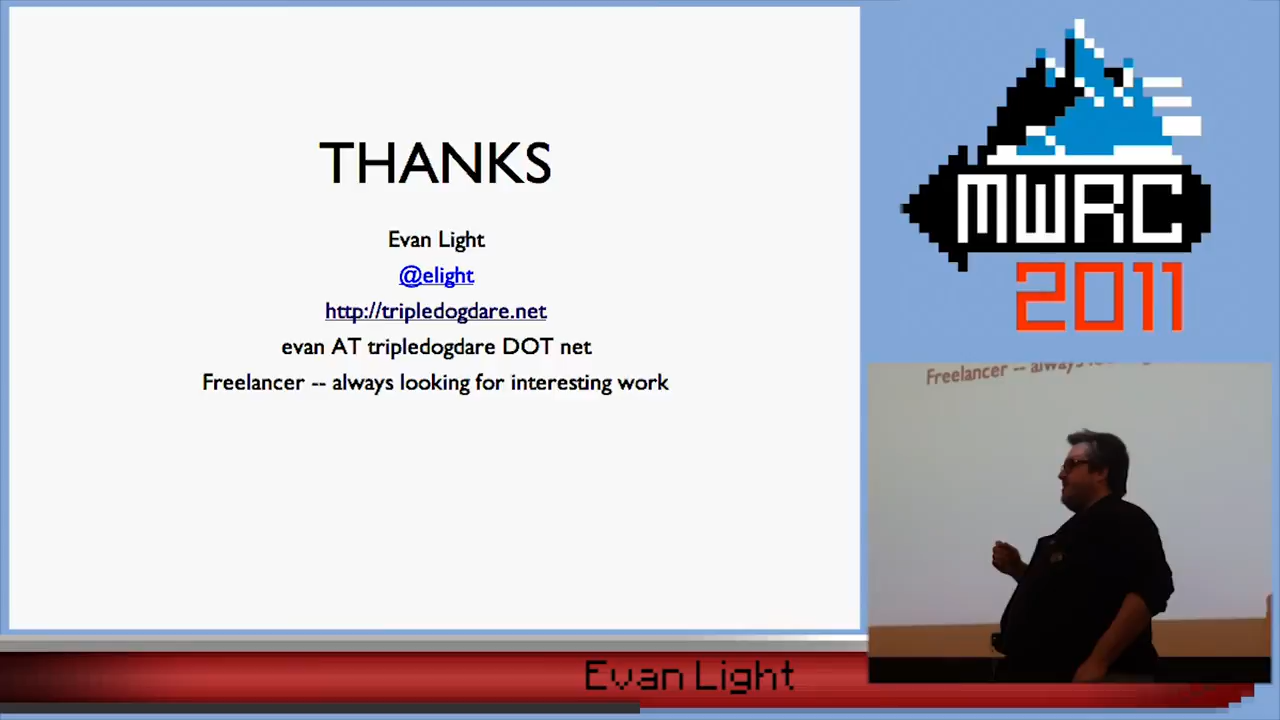 THANKS
Evan Light
@elight
http://tripledogdare.net
evan AT tripledogdare DOT net
Freelancer -- always looking for interesting work
MWRC
2011
Freelancer -- always
Evan Light